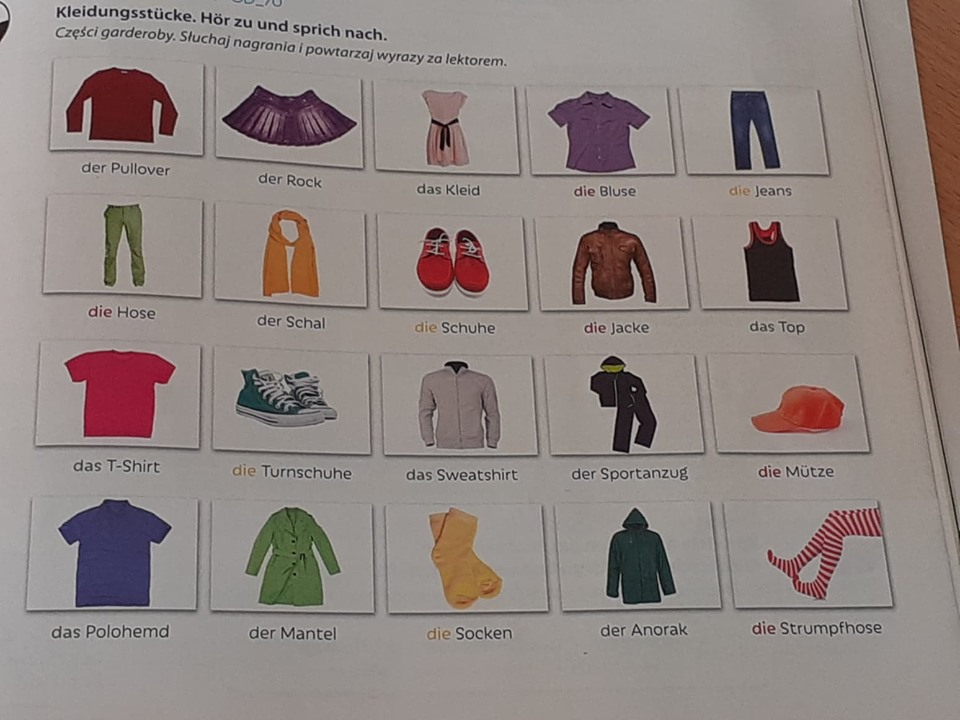 Kleidungsstücke. Hör zu und sprich nach.
Części garderoby. Słuchaj nagrania i powtarzaj wyrazy za lektorem.
der Pullover
der Rock
das Kleid
die Bluse
die Jeans
die Hose
der Schal
die Schuhe
die Jacke
das Top
das T-Shirt
die Turnschuhe
das Sweatshirt
der Sportanzug
die Mütze
das Polohemd
der Mantel
die Socken
der Anorak
die Strumpfhose